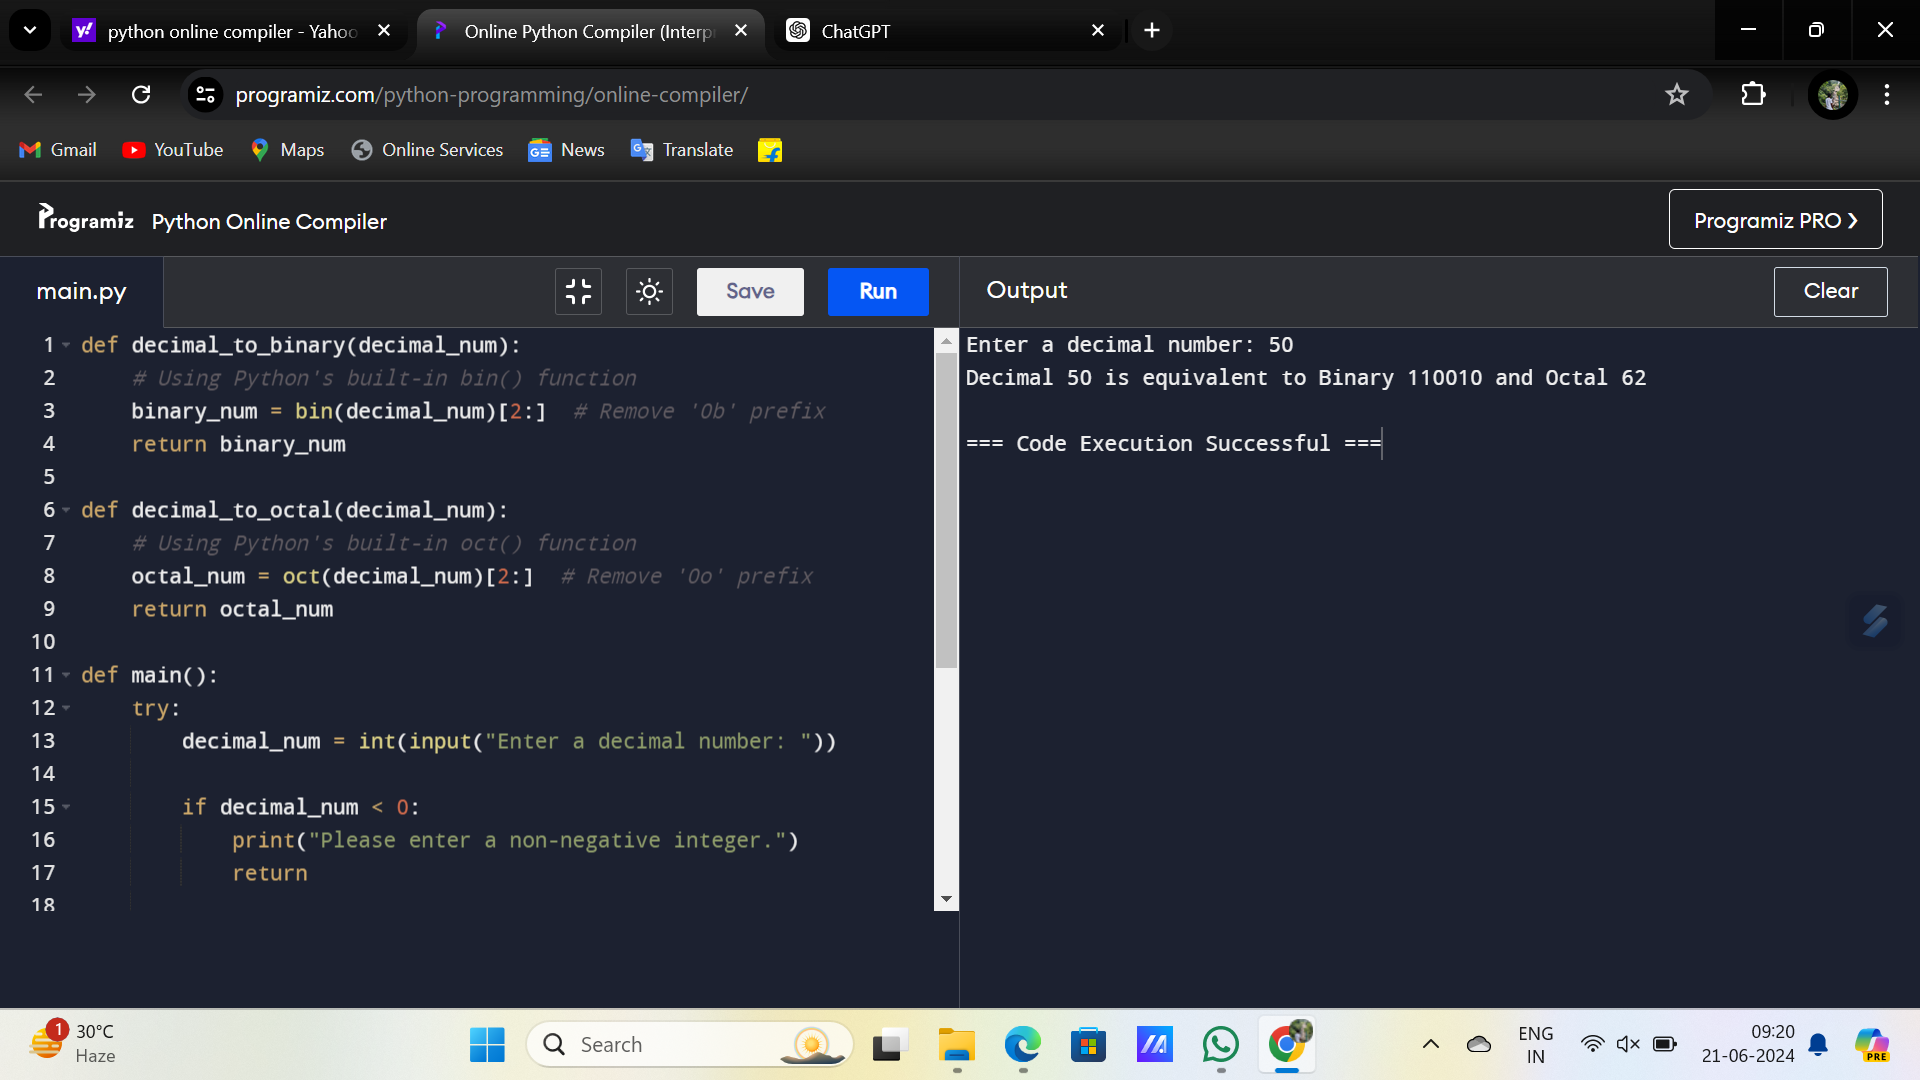 python online compiler - Yahoo
Online Python Compiler (Interp
ChatGPT
programiz.com/python-programming/online-compiler/
Gmail
YouTube
Maps
Online Services
News
Translate
Programiz
Python Online Compiler
Programiz PRO
main.py
Save
Run
Output
Clear
1 def decimal_to_binary(decimal_num):
2 # Using Python's built-in bin() function
3 binary_num = bin(decimal_num)[2:]  # Remove '0b' prefix
4 return binary_num
5
6 def decimal_to_octal(decimal_num):
7 # Using Python's built-in oct() function
8 octal_num = oct(decimal_num)[2:]  # Remove '0o' prefix
9 return octal_num
10
11 def main():
12 try:
13 decimal_num = int(input("Enter a decimal number: "))
14
15 if decimal_num < 0:
16 print("Please enter a non-negative integer.")
17 return
18
Enter a decimal number: 50
Decimal 50 is equivalent to Binary 110010 and Octal 62
=== Code Execution Successful ===
1
30°C
Haze
Search
PRE
ENG
IN
09:20
21-06-2024